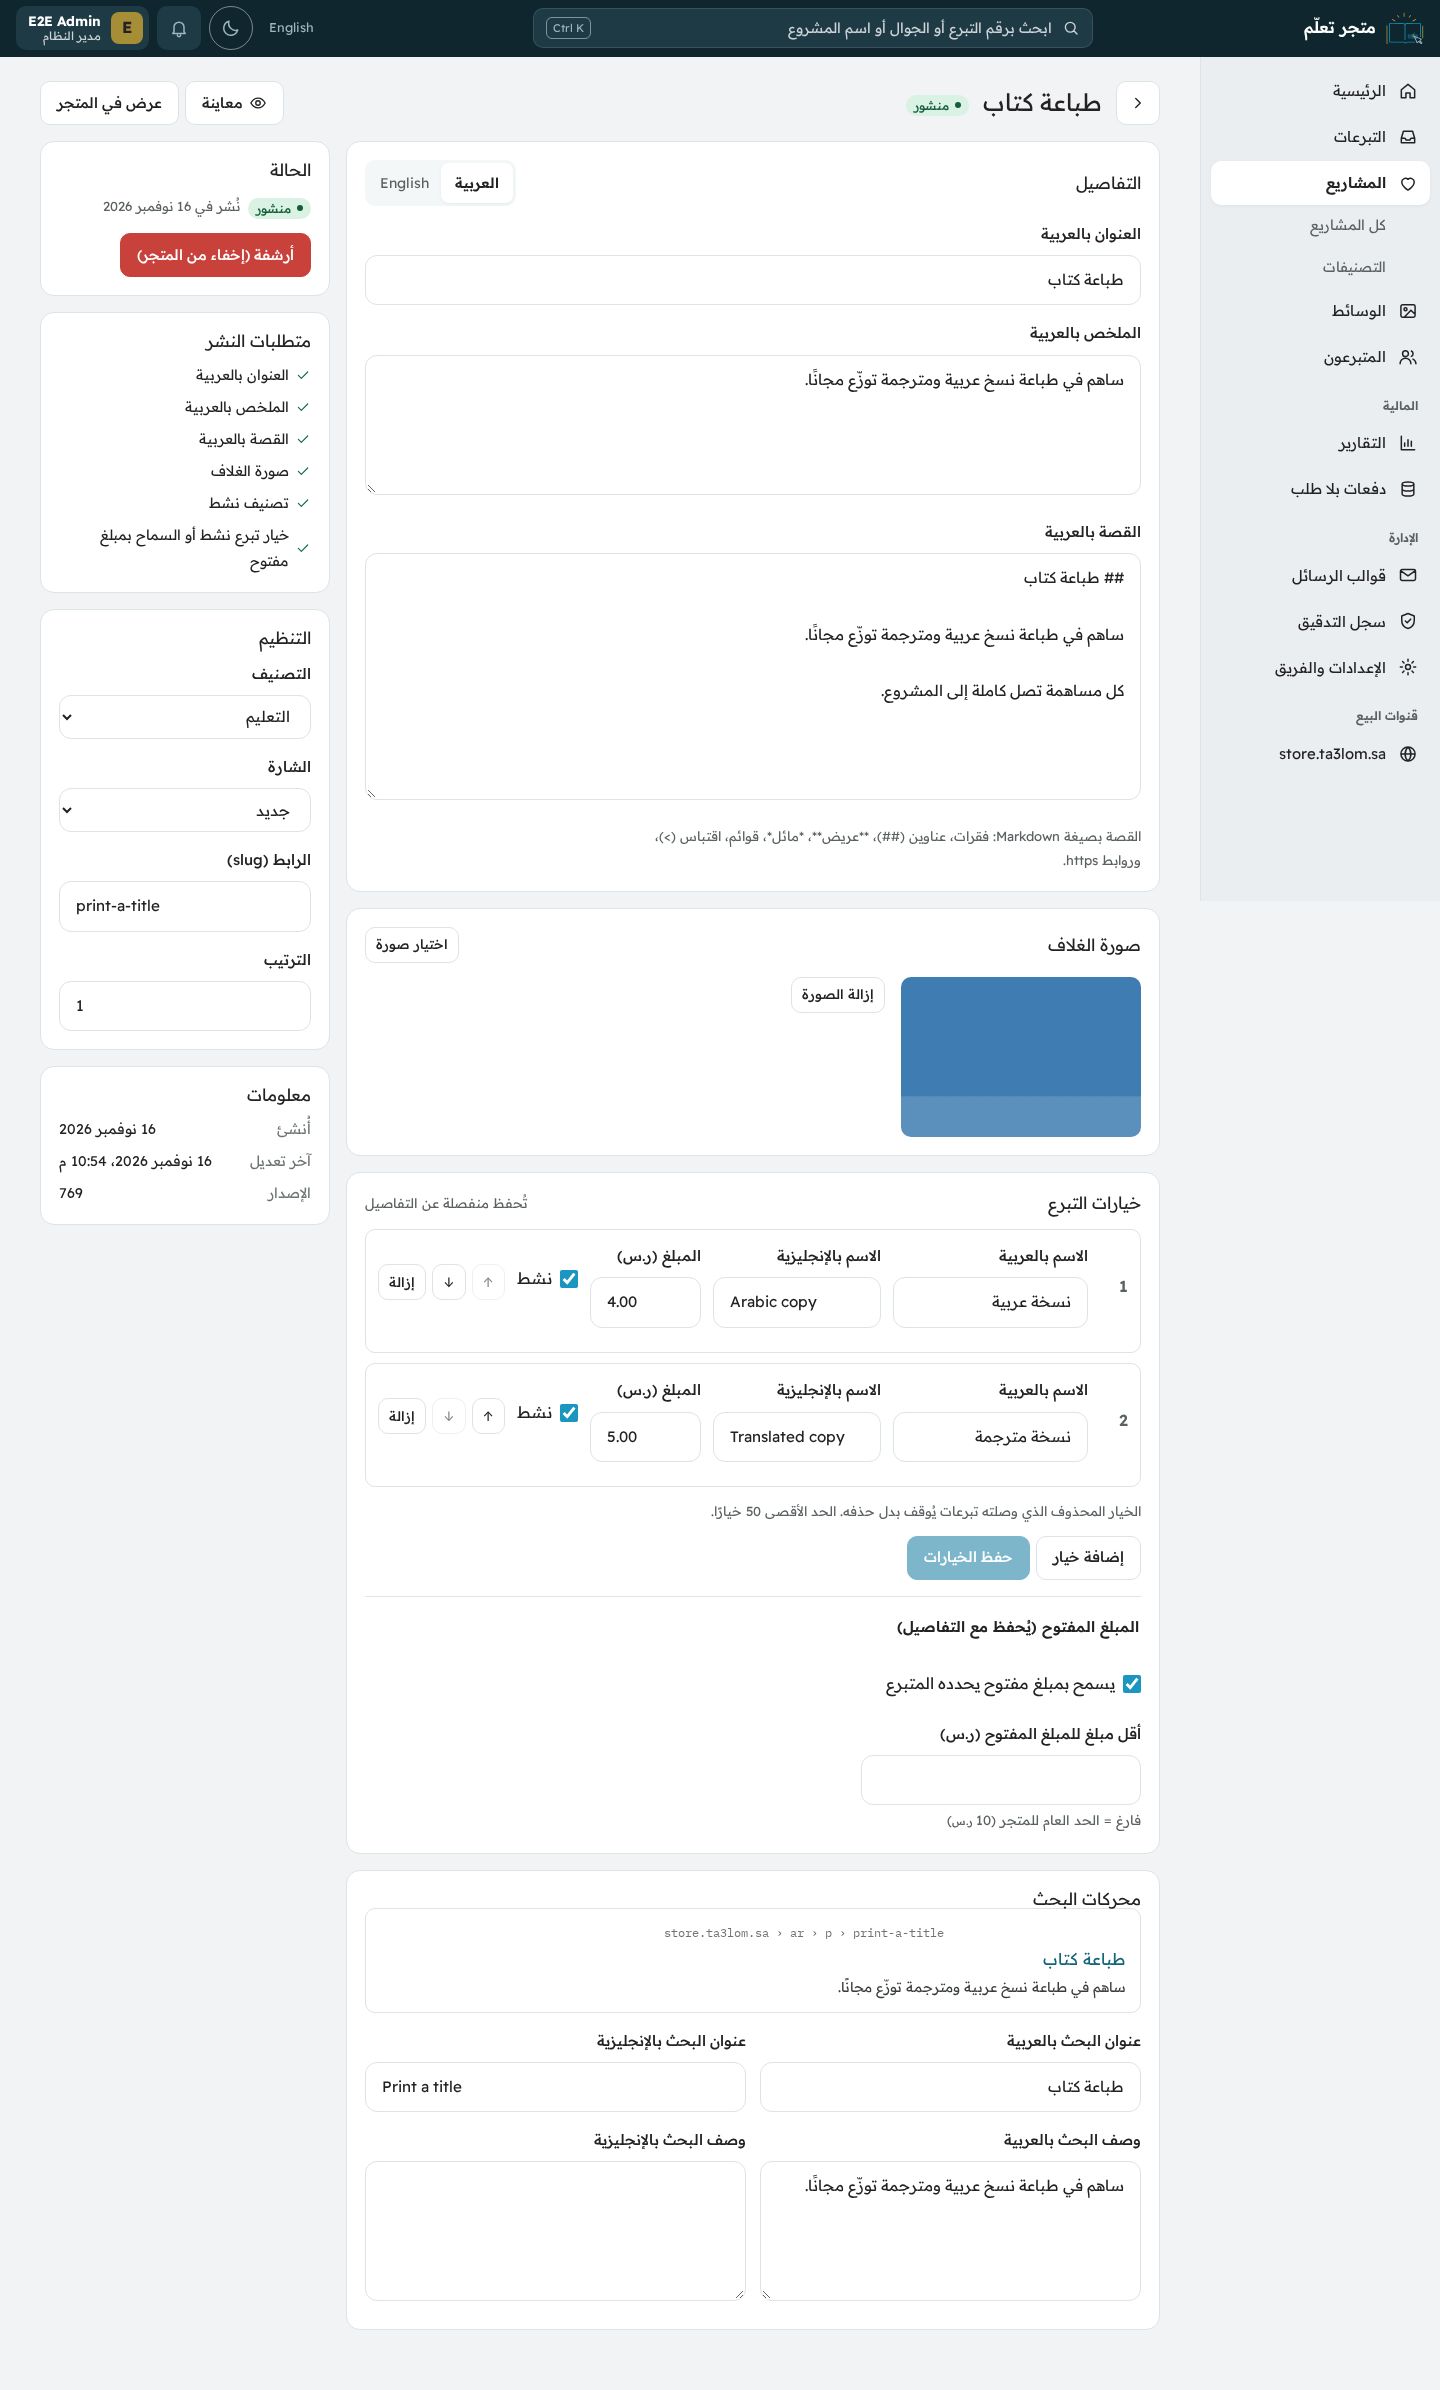 متجر تعلّم
ابحث برقم التبرع أو الجوال أو اسم المشروع
Ctrl K
English
E2E Admin
مدير النظام
E
الرئيسية
التبرعات
المشاريع
كل المشاريع
التصنيفات
الوسائط
المتبرعون
المالية
التقارير
دفعات بلا طلب
الإدارة
قوالب الرسائل
سجل التدقيق
الإعدادات والفريق
قنوات البيع
store.ta3lom.sa
طباعة كتاب
منشور
معاينة
عرض في المتجر
التفاصيل
العربية
English
العنوان بالعربية
طباعة كتاب
الملخص بالعربية
ساهم في طباعة نسخ عربية ومترجمة توزّع مجانًا.
القصة بالعربية
## طباعة كتاب
ساهم في طباعة نسخ عربية ومترجمة توزّع مجانًا.
كل مساهمة تصل كاملة إلى المشروع.
القصة بصيغة Markdown: فقرات، عناوين (##)، **عريض**، *مائل*، قوائم، اقتباس (>)،
وروابط https.
صورة الغلاف
اختيار صورة
إزالة الصورة
خيارات التبرع
تُحفظ منفصلة عن التفاصيل
1
الاسم بالعربية
نسخة عربية
الاسم بالإنجليزية
Arabic copy
المبلغ (ر.س)
4.00
نشط
↑
↓
إزالة
2
الاسم بالعربية
نسخة مترجمة
الاسم بالإنجليزية
Translated copy
المبلغ (ر.س)
5.00
نشط
↑
↓
إزالة
الخيار المحذوف الذي وصلته تبرعات يُوقف بدل حذفه. الحد الأقصى 50 خيارًا.
إضافة خيار
حفظ الخيارات
المبلغ المفتوح (يُحفظ مع التفاصيل)
يسمح بمبلغ مفتوح يحدده المتبرع
أقل مبلغ للمبلغ المفتوح (ر.س)
فارغ = الحد العام للمتجر (10 ر.س)
محركات البحث
store.ta3lom.sa › ar › p › print-a-title
طباعة كتاب
ساهم في طباعة نسخ عربية ومترجمة توزّع مجانًا.
عنوان البحث بالعربية
طباعة كتاب
عنوان البحث بالإنجليزية
Print a title
وصف البحث بالعربية
ساهم في طباعة نسخ عربية ومترجمة توزّع مجانًا.
وصف البحث بالإنجليزية
الحالة
منشور
نُشر في 16 نوفمبر 2026
أرشفة (إخفاء من المتجر)
متطلبات النشر
العنوان بالعربية
الملخص بالعربية
القصة بالعربية
صورة الغلاف
تصنيف نشط
خيار تبرع نشط أو السماح بمبلغ
مفتوح
التنظيم
التصنيف
التعليم
الشارة
جديد
الرابط (slug)
print-a-title
الترتيب
1
معلومات
أُنشئ
16 نوفمبر 2026
آخر تعديل
16 نوفمبر 2026، 10:54 م
الإصدار
769